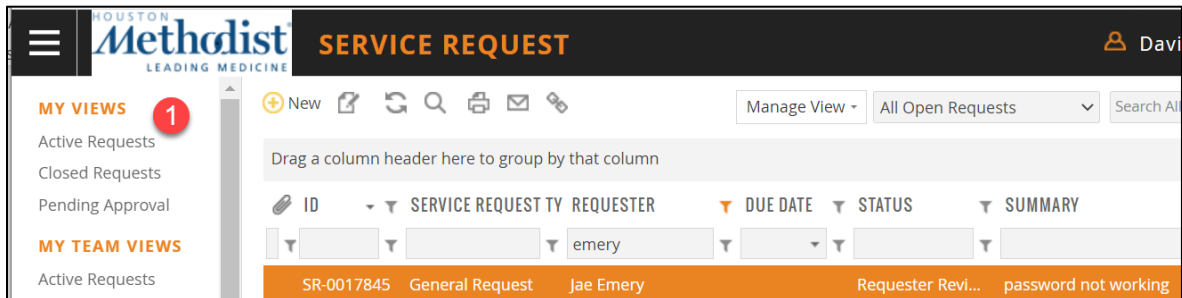 HOUSTON
Methodist
LEADING MEDICINE
SERVICE REQUEST
Davi
MY VIEWS
1
Active Requests
Closed Requests
Pending Approval
MY TEAM VIEWS
Active Requests
New
Manage View
All Open Requests
Search All
Drag a column header here to group by that column
ID SERVICE REQUEST TY REQUESTER DUE DATE STATUS SUMMARY
emery
SR-0017845 General Request Jae Emery Requester Revi... password not working